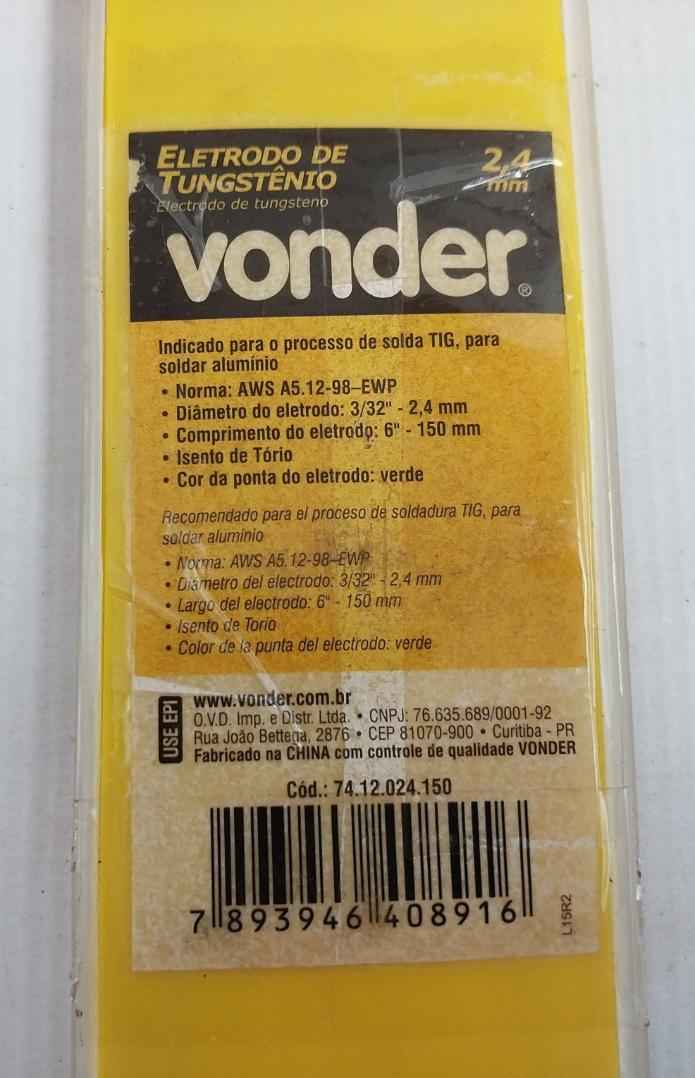 ELETRODO DE
TUNGSTÊNIO
Electrodo de tungsteno
2,4
mm
vonder®
Indicado para o processo de solda TIG, para
soldar alumínio
• Norma: AWS A5.12-98–EWP
• Diâmetro do eletrodo: 3/32" - 2,4 mm
• Comprimento do eletrodo: 6" - 150 mm
• Isento de Tório
• Cor da ponta do eletrodo: verde
Recomendado para el proceso de soldadura TIG, para
soldar aluminio
• Norma: AWS A5.12-98–EWP
• Diámetro del electrodo: 3/32" - 2,4 mm
• Largo del electrodo: 6" - 150 mm
• Isento de Torio
• Color de la punta del electrodo: verde
USE EPI
www.vonder.com.br
O.V.D. Imp. e Distr. Ltda. • CNPJ: 76.635.689/0001-92
Rua João Bettega, 2876 • CEP 81070-900 • Curitiba - PR
Fabricado na CHINA com controle de qualidade VONDER
Cód.: 74.12.024.150
7 893946 408916
L15R2